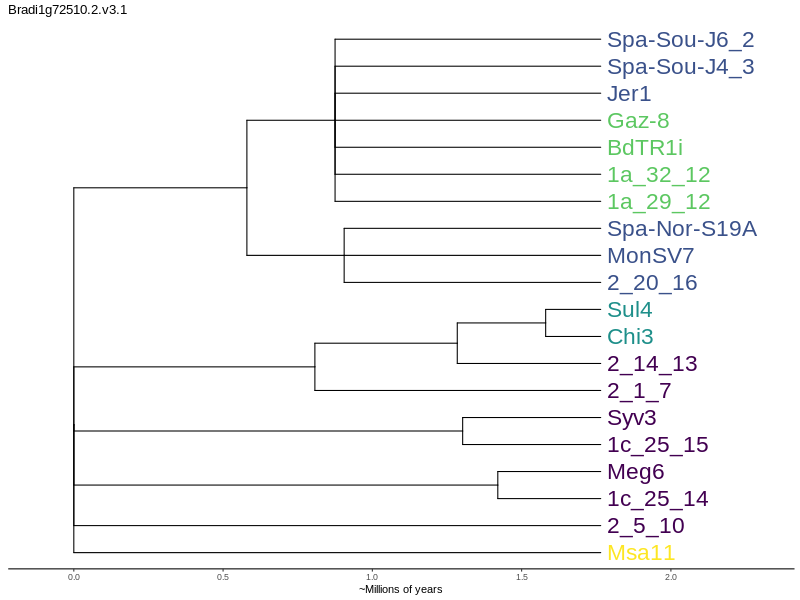 Bradi1g72510.2.v3.1
Spa-Sou-J6_2
Spa-Sou-J4_3
Jer1
Gaz-8
BdTR1i
1a_32_12
1a_29_12
Spa-Nor-S19A
MonSV7
2_20_16
Sul4
Chi3
2_14_13
2_1_7
Syv3
1c_25_15
Meg6
1c_25_14
2_5_10
Msa11
0.0 0.5 1.0 1.5 2.0
~Millions of years